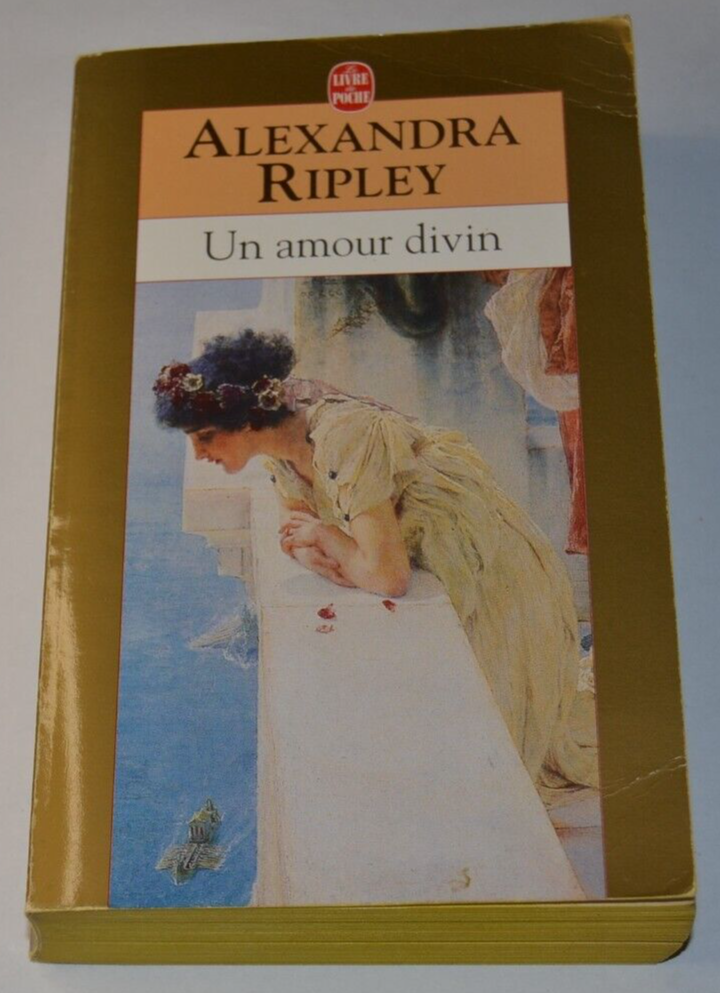 Le
LIVRE
de
POCHE
ALEXANDRA
RIPLEY
Un amour divin